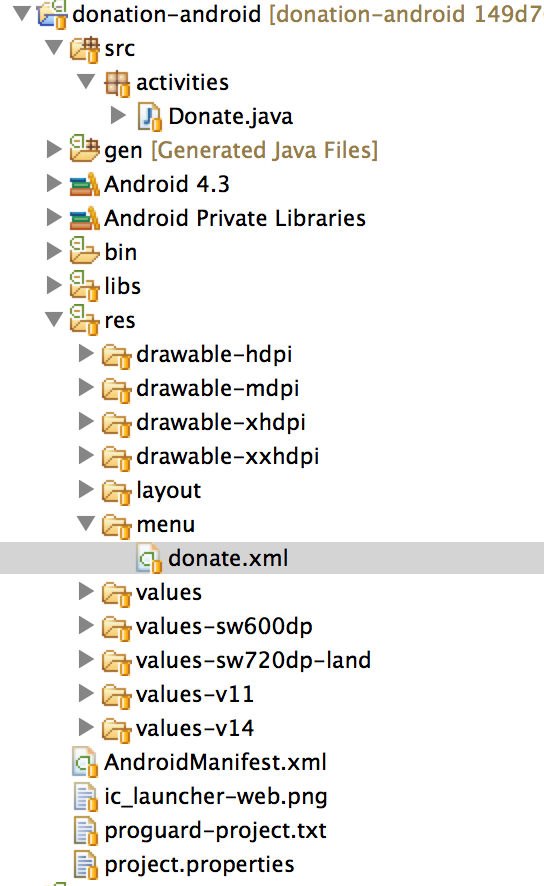 donation-android [donation-android 149d7
src
activities
Donate.java
gen [Generated Java Files]
Android 4.3
Android Private Libraries
bin
libs
res
drawable-hdpi
drawable-mdpi
drawable-xhdpi
drawable-xxhdpi
layout
menu
donate.xml
values
values-sw600dp
values-sw720dp-land
values-v11
values-v14
AndroidManifest.xml
ic_launcher-web.png
proguard-project.txt
project.properties